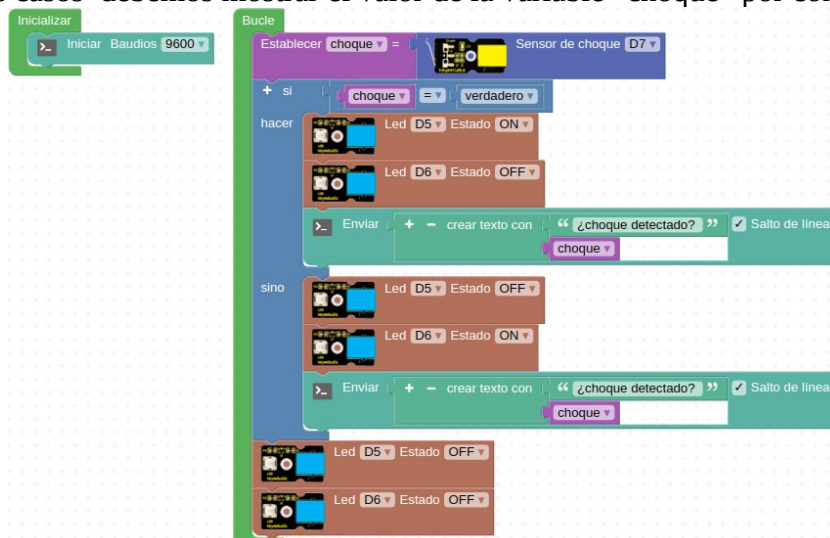 Inicializar
Iniciar Baudios 9600
Bucle
Establecer choque = Sensor de choque D7
+ si choque = verdadero
hacer Led D5 Estado ON
Led D6 Estado OFF
Enviar + − crear texto con “ ¿choque detectado? ” Salto de línea
choque
sino Led D5 Estado OFF
Led D6 Estado ON
Enviar + − crear texto con “ ¿choque detectado? ” Salto de línea
choque
Led D5 Estado OFF
Led D6 Estado OFF